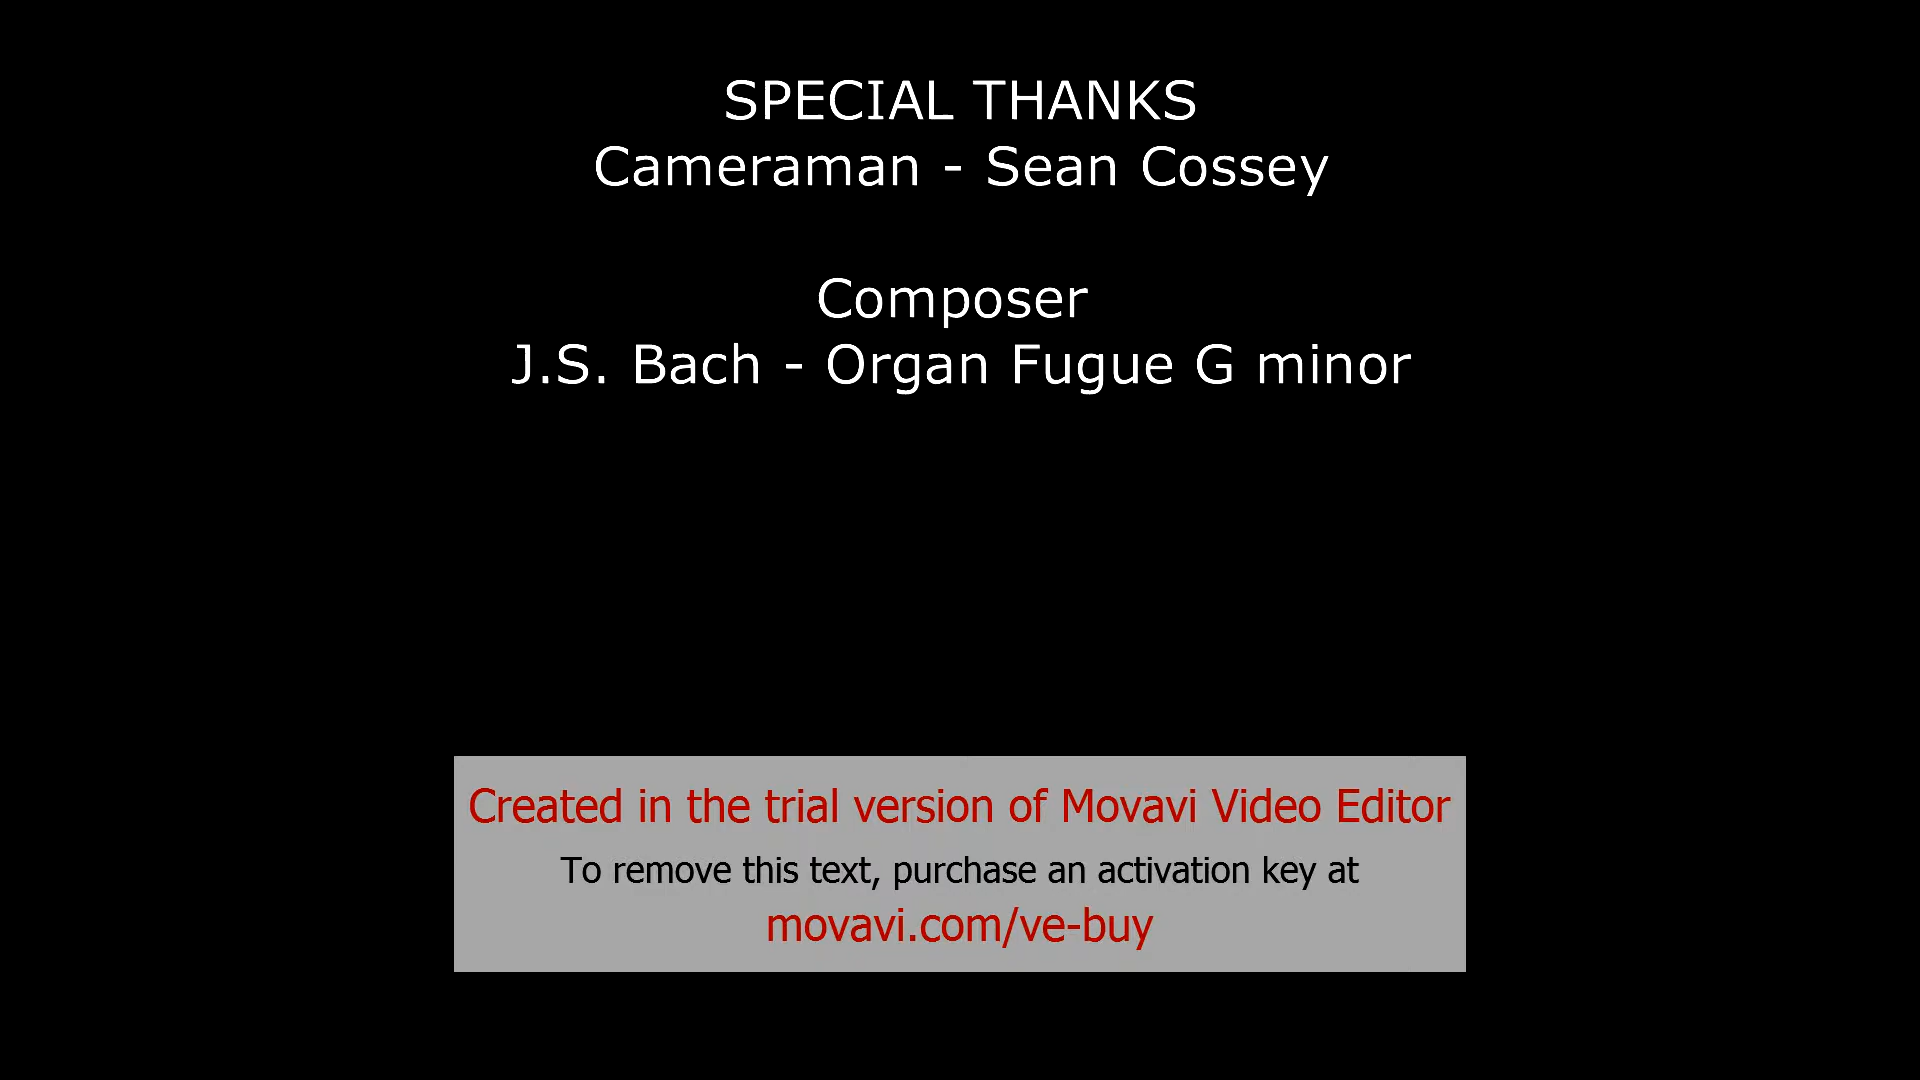 SPECIAL THANKS
Cameraman - Sean Cossey
Composer
J.S. Bach - Organ Fugue G minor
Created in the trial version of Movavi Video Editor
To remove this text, purchase an activation key at
movavi.com/ve-buy